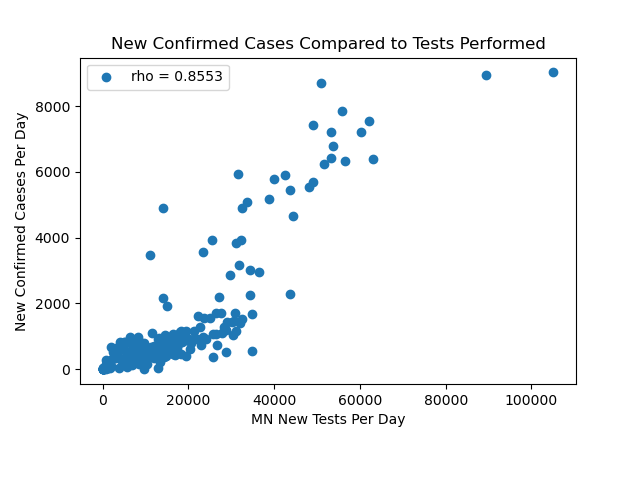 New Confirmed Cases Compared to Tests Performed
rho = 0.8553
New Confirmed Caeses Per Day
8000
6000
4000
2000
0
0 20000 40000 60000 80000 100000
MN New Tests Per Day